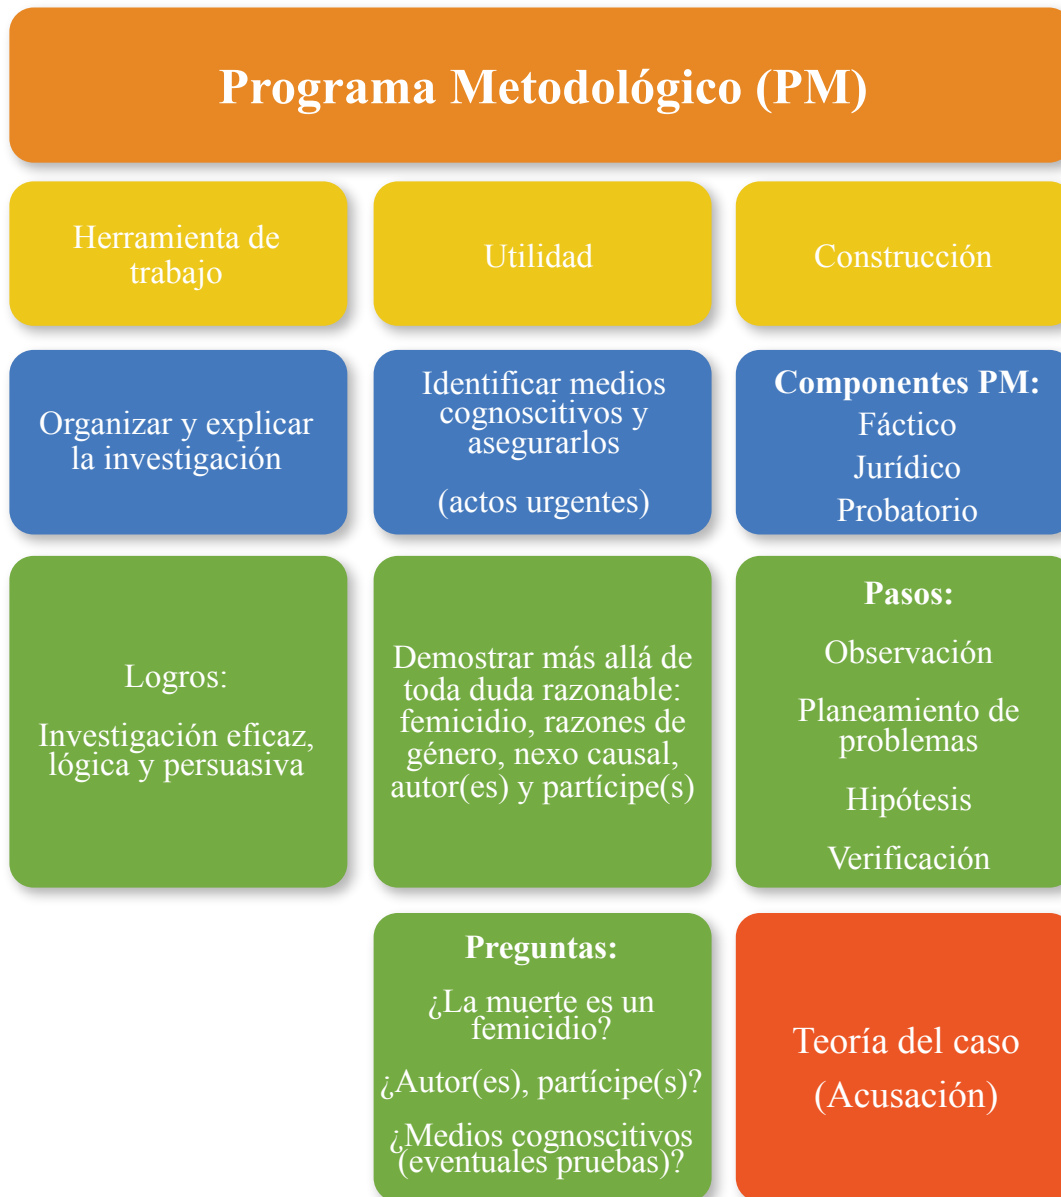 Programa Metodológico (PM)
Herramienta de
trabajo
Utilidad
Construcción
Organizar y explicar
la investigación
Identificar medios
cognoscitivos y
asegurarlos
(actos urgentes)
Componentes PM:
Fáctico
Jurídico
Probatorio
Logros:
Investigación eficaz,
lógica y persuasiva
Demostrar más allá de
toda duda razonable:
femicidio, razones de
género, nexo causal,
autor(es) y partícipe(s)
Pasos:
Observación
Planeamiento de
problemas
Hipótesis
Verificación
Preguntas:
¿La muerte es un
femicidio?
¿Autor(es), partícipe(s)?
¿Medios cognoscitivos
(eventuales pruebas)?
Teoría del caso
(Acusación)